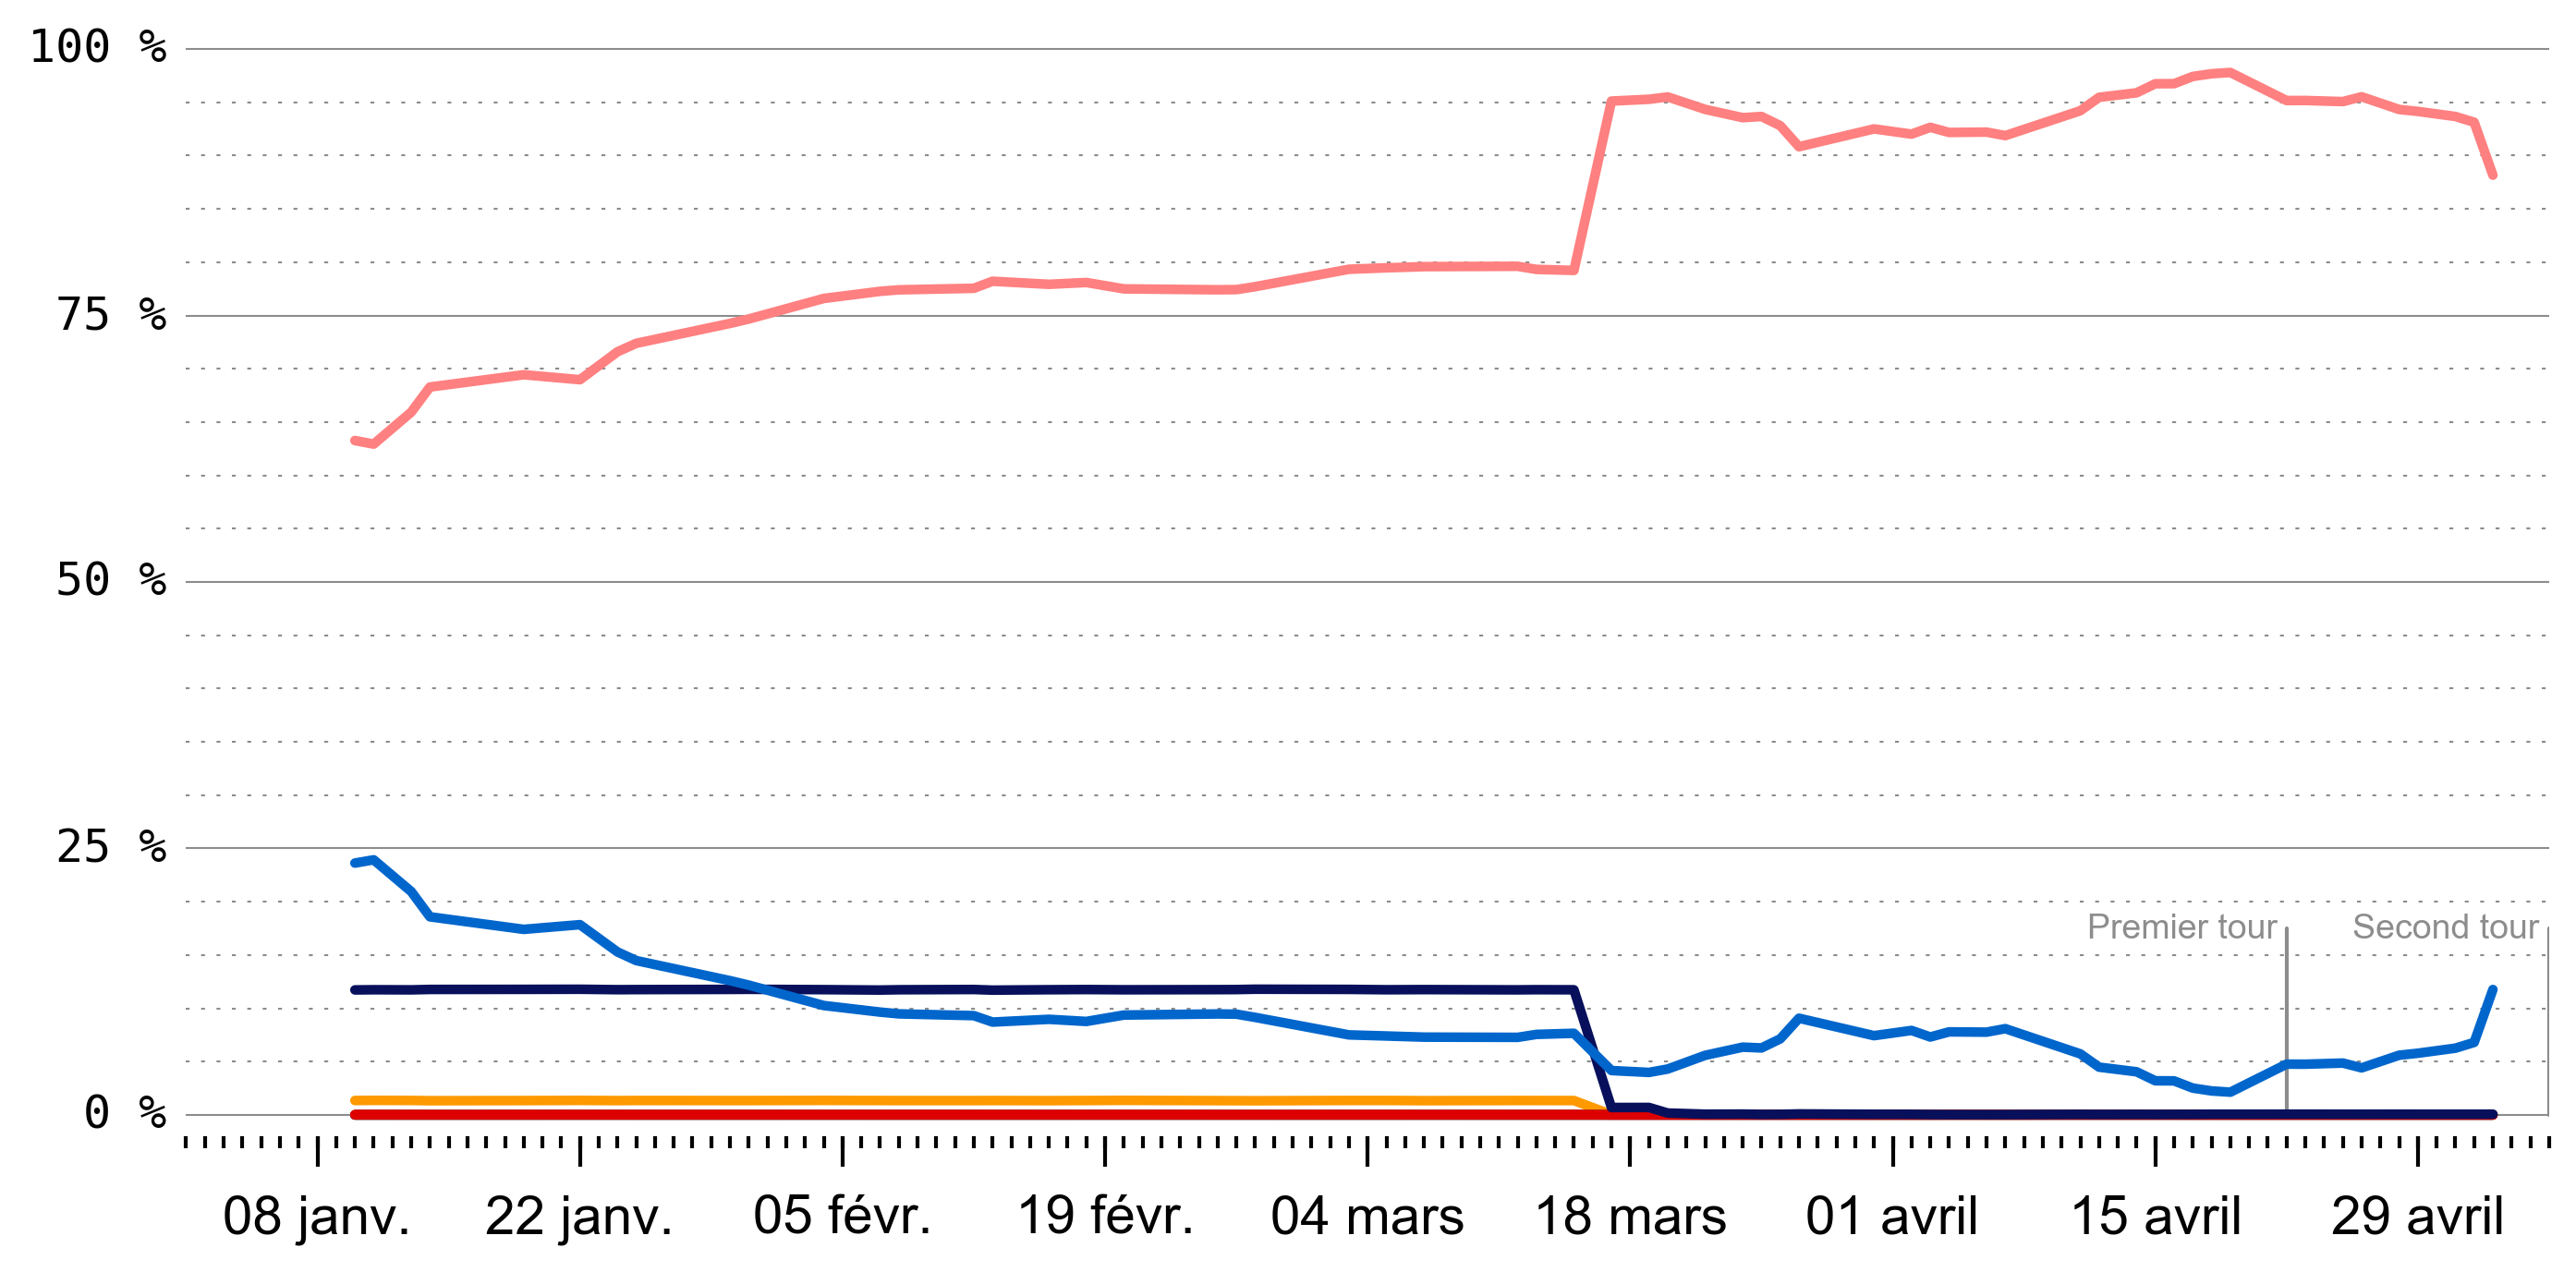 100 %
75 %
50 %
25 %
Premier tour Second tour
0 %
08 janv. 22 janv. 05 févr. 19 févr. 04 mars 18 mars 01 avril 15 avril 29 avril